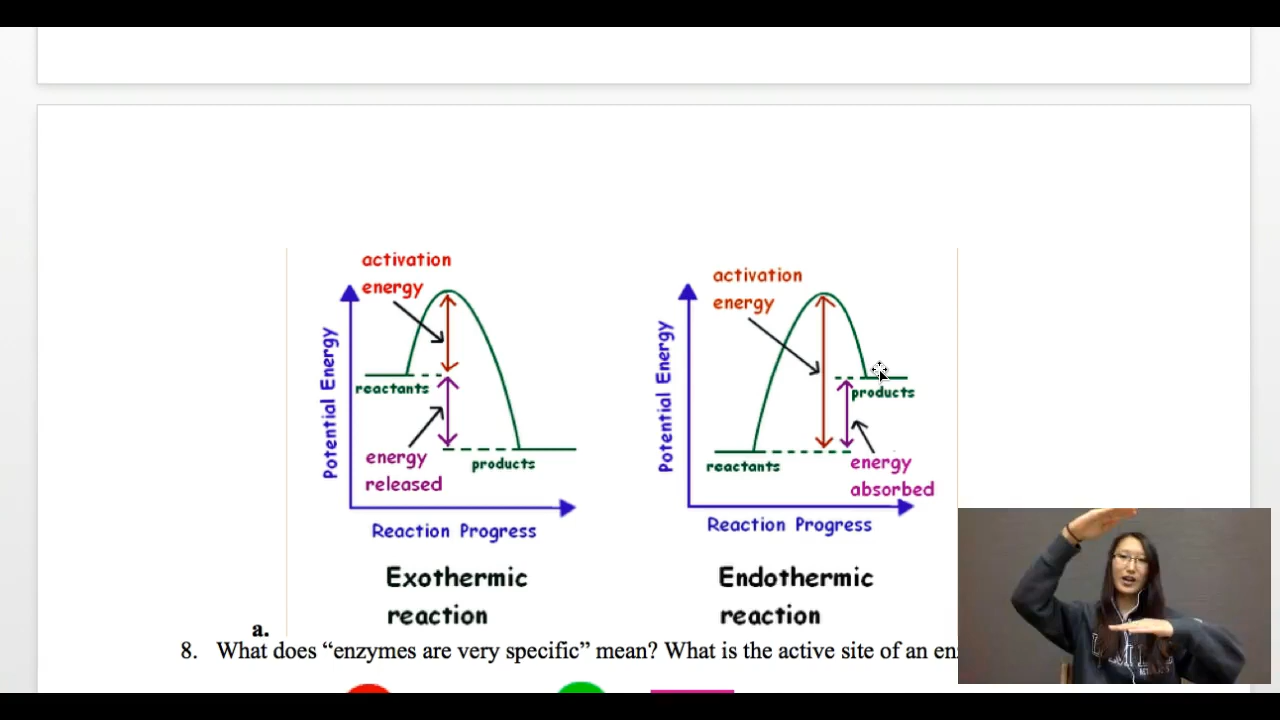 activation
energy
Potential Energy
reactants
energy
released
products
Reaction Progress
Exothermic
reaction
activation
energy
Potential Energy
products
reactants
energy
absorbed
Reaction Progress
Endothermic
reaction
a.
8. What does “enzymes are very specific” mean? What is the active site of an